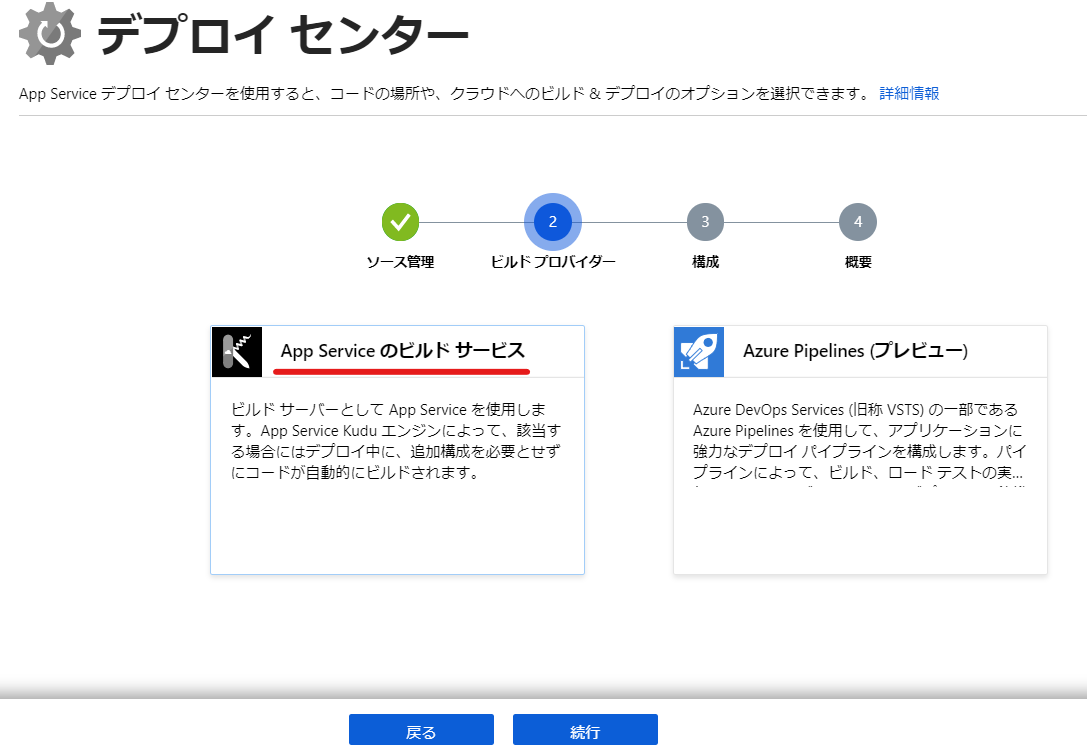 デプロイ センター
App Service デプロイ センターを使用すると、コードの場所や、クラウドへのビルド & デプロイのオプションを選択できます。 詳細情報
2
3
4
ソース管理
ビルド プロバイダー
構成
概要
App Service のビルド サービス
ビルド サーバーとして App Service を使用しま
す。App Service Kudu エンジンによって、該当す
る場合にはデプロイ中に、追加構成を必要とせず
にコードが自動的にビルドされます。
Azure Pipelines (プレビュー)
Azure DevOps Services (旧称 VSTS) の一部である
Azure Pipelines を使用して、アプリケーションに
強力なデプロイ パイプラインを構成します。パイ
プラインによって、ビルド、ロード テストの実...
戻る
続行